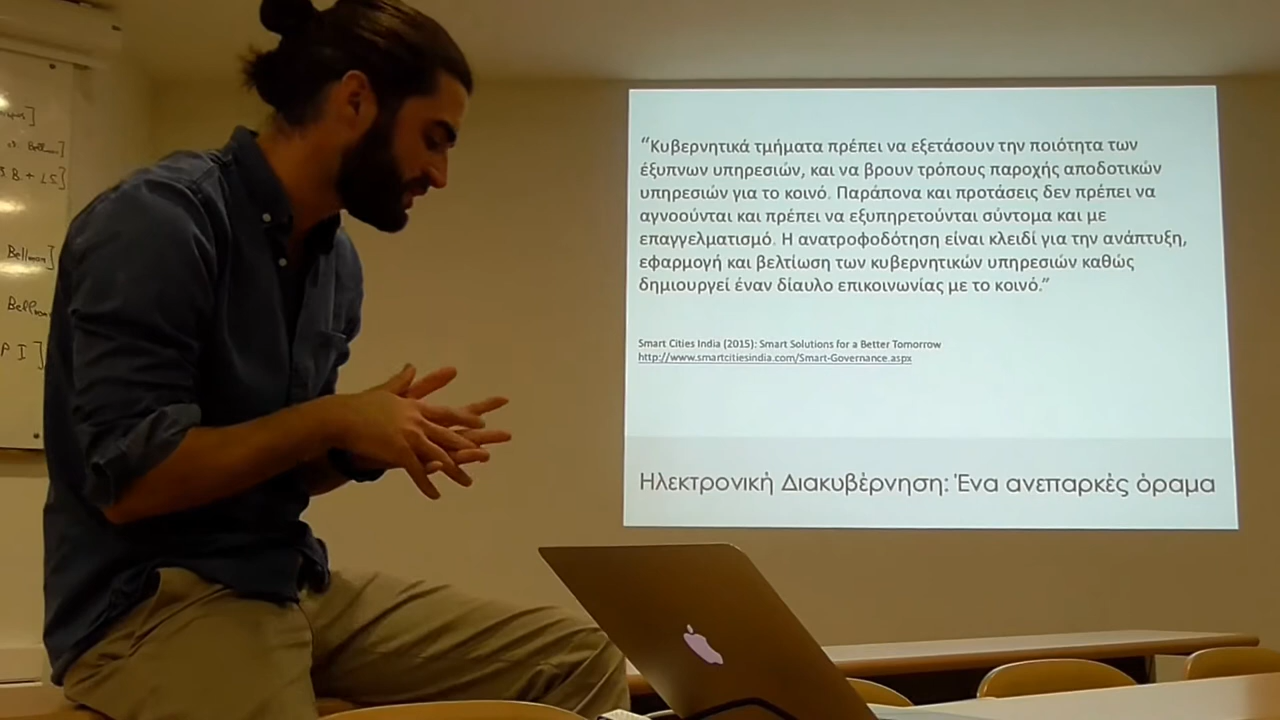 Bellman]
B. + LS]
Bellman]
P I]
“Κυβερνητικά τμήματα πρέπει να εξετάσουν την ποιότητα των
έξυπνων υπηρεσιών, και να βρουν τρόπους παροχής αποδοτικών
υπηρεσιών για το κοινό. Παράπονα και προτάσεις δεν πρέπει να
αγνοούνται και πρέπει να εξυπηρετούνται σύντομα και με
επαγγελματισμό. Η ανατροφοδότηση είναι κλειδί για την ανάπτυξη,
εφαρμογή και βελτίωση των κυβερνητικών υπηρεσιών καθώς
δημιουργεί έναν δίαυλο επικοινωνίας με το κοινό.”
Smart Cities India (2015): Smart Solutions for a Better Tomorrow
http://www.smartcitiesindia.com/Smart-Governance.aspx
Ηλεκτρονική Διακυβέρνηση: Ένα ανεπαρκές όραμα